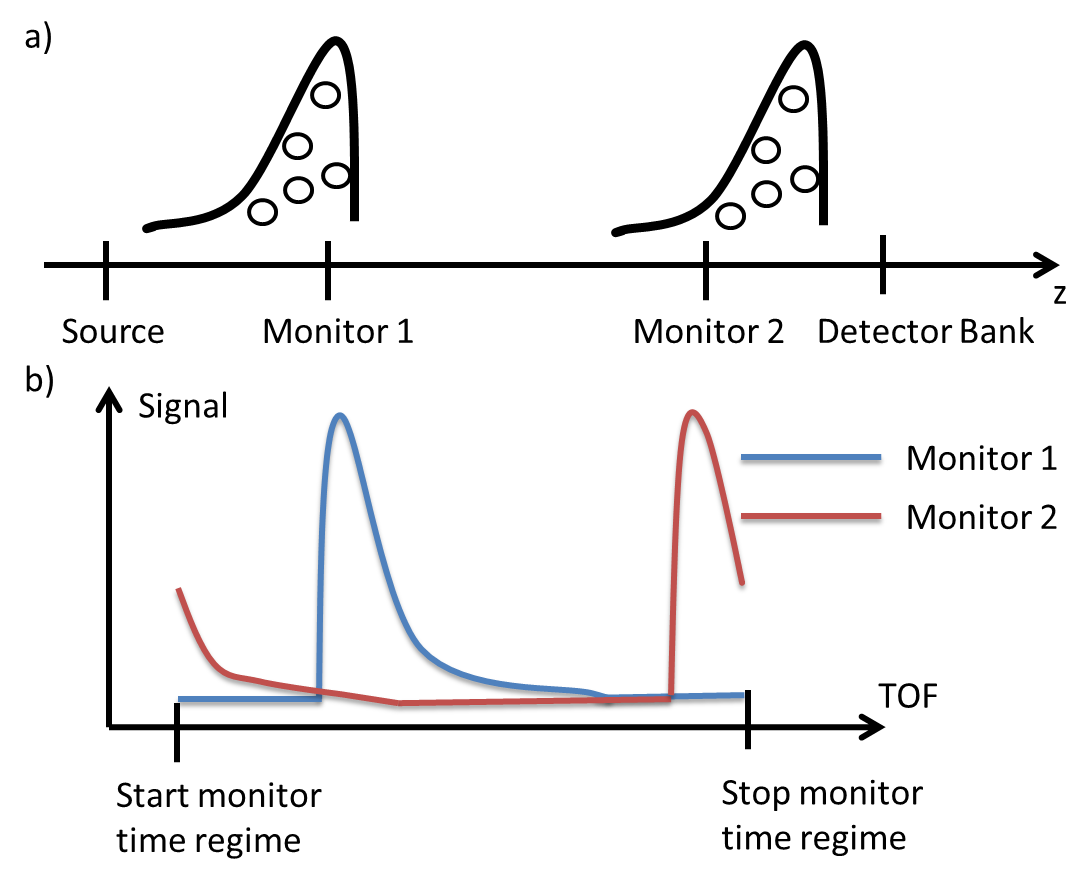 a)
z
Source
Monitor 1
Monitor 2
Detector Bank
b)
Signal
Monitor 1
Monitor 2
TOF
Start monitor
time regime
Stop monitor
time regime